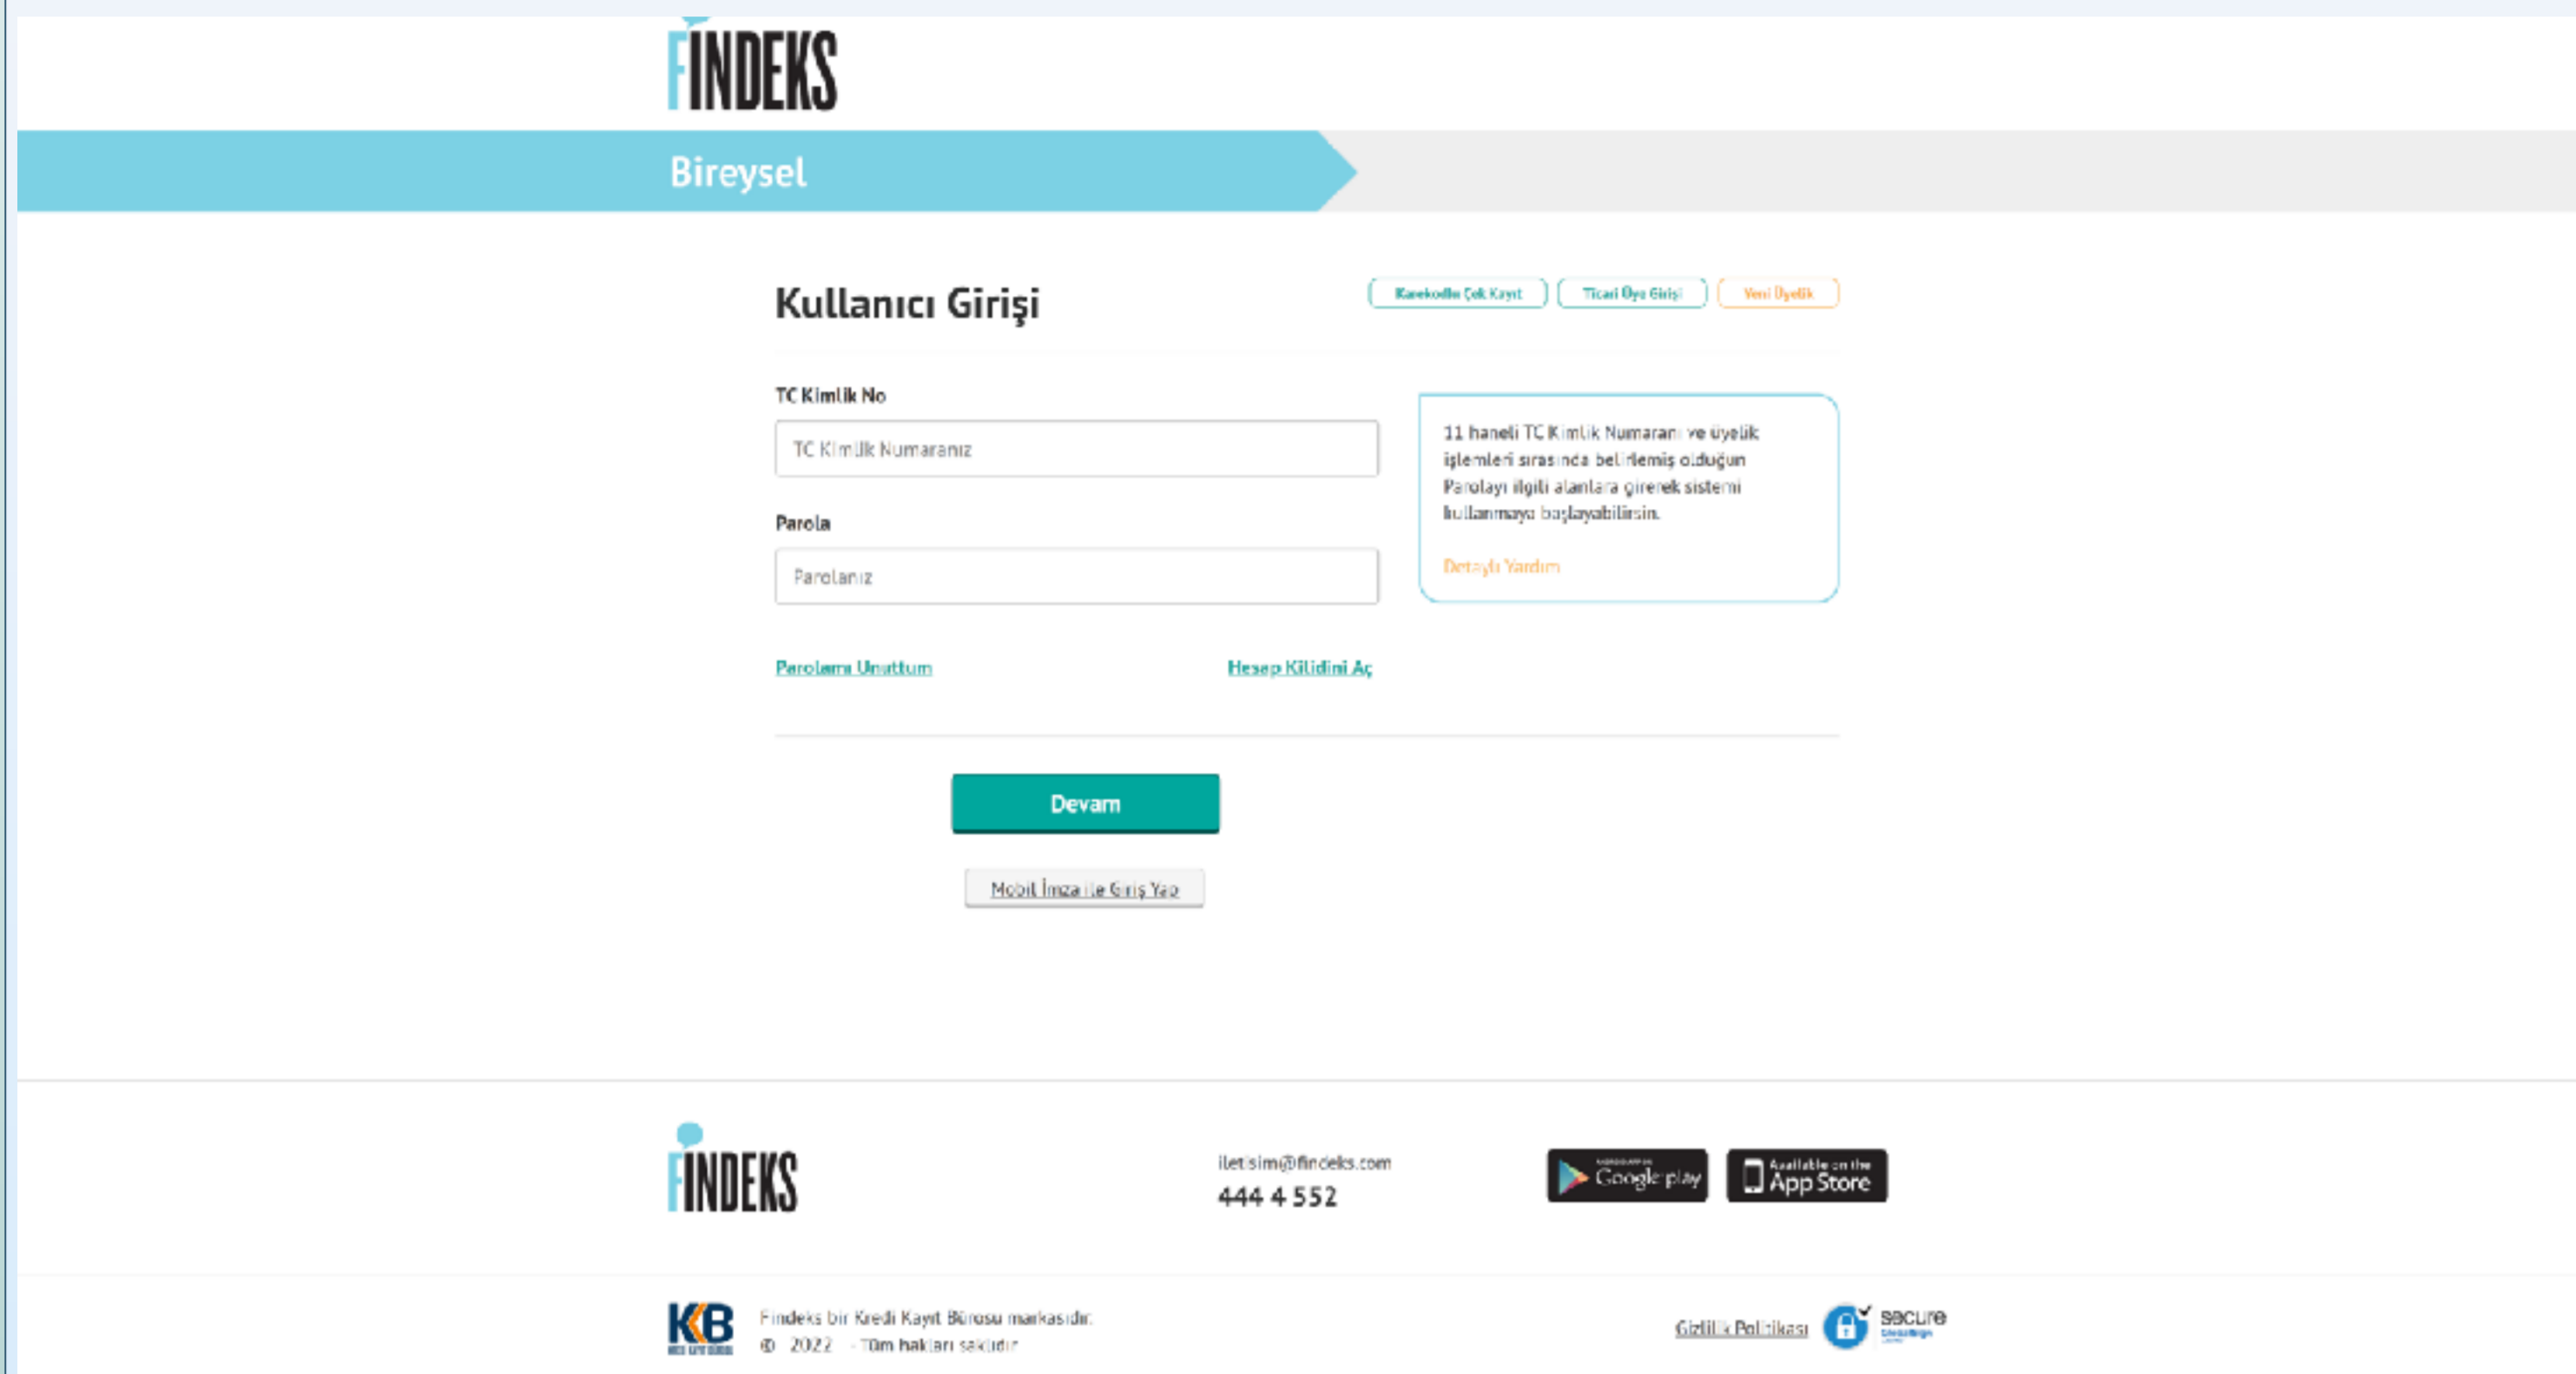 FINDEKS
Bireysel
Kullanıcı Girişi
Karekodlu Çek Kayıt
Ticari Üye Girişi
Yeni Üyelik
TC Kimlik No
TC Kimlik Numaranız
11 haneli TC Kimlik Numaranı ve üyelik
işlemleri sırasında belirlemiş olduğun
Parolayı ilgili alanlara girerek sistemi
kullanmaya başlayabilirsin.
Detaylı Yardım
Parola
Parolanız
Parolamı Unuttum
Hesap Kilidini Aç
Devam
Mobil İmza ile Giriş Yap
FINDEKS
iletisim@findeks.com
444 4 552
Google play
Available on the
App Store
KKB
Findeks bir Kredi Kayıt Bürosu markasıdır.
© 2022 - Tüm hakları saklıdır
Gizlilik Politikası
secure
GlobalSign